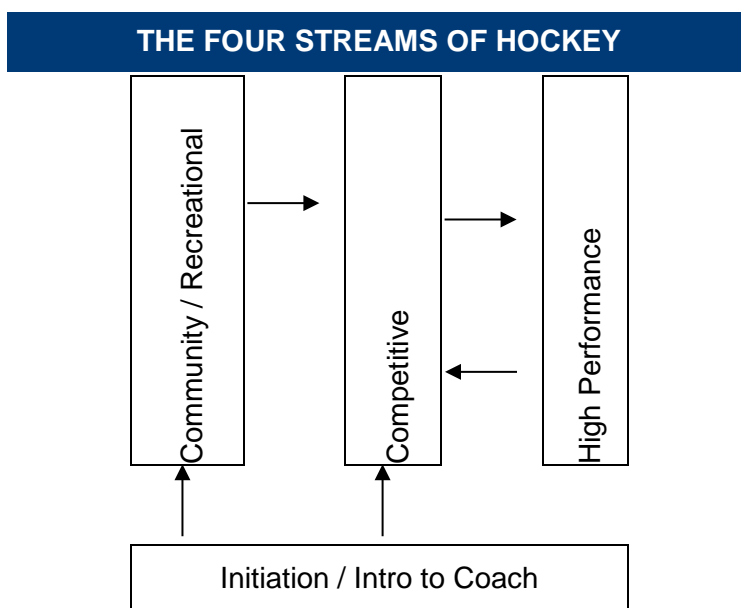 THE FOUR STREAMS OF HOCKEY
Community / Recreational
Competitive
High Performance
Initiation / Intro to Coach